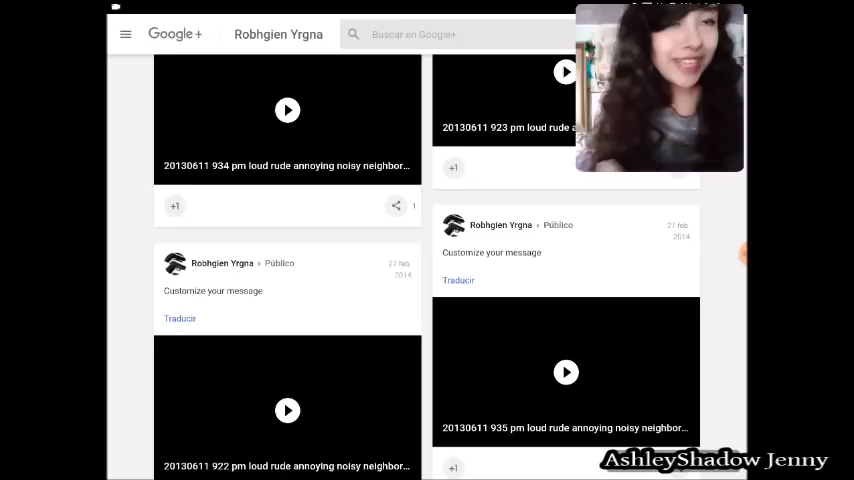 Google+
Robhgien Yrgna
Buscar en Google+
20130611 934 pm loud rude annoying noisy neighbor...
+1
1
Robhgien Yrgna
Público
27 feb.
2014
Customize your message
Traducir
20130611 922 pm loud rude annoying noisy neighbor...
20130611 923 pm loud rude
+1
Robhgien Yrgna
Público
27 feb.
2014
Customize your message
Traducir
20130611 935 pm loud rude annoying noisy neighbor...
+1
AshleyShadow Jenny